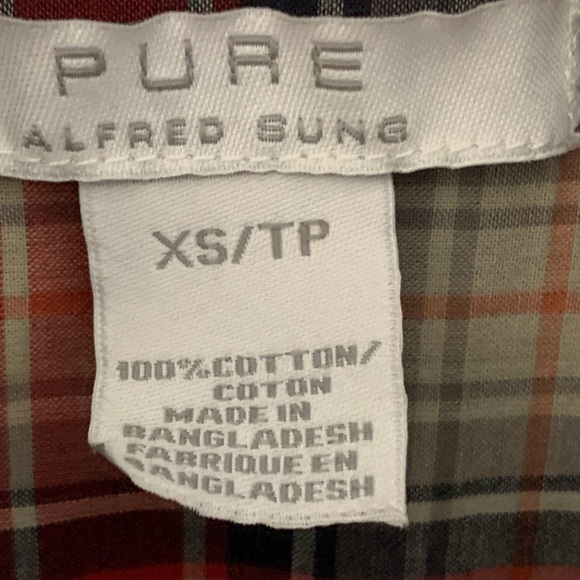 PURE
ALFRED SUNG
XS/TP
100%COTTON/
COTON
MADE IN
BANGLADESH
FABRIQUE EN
BANGLADESH